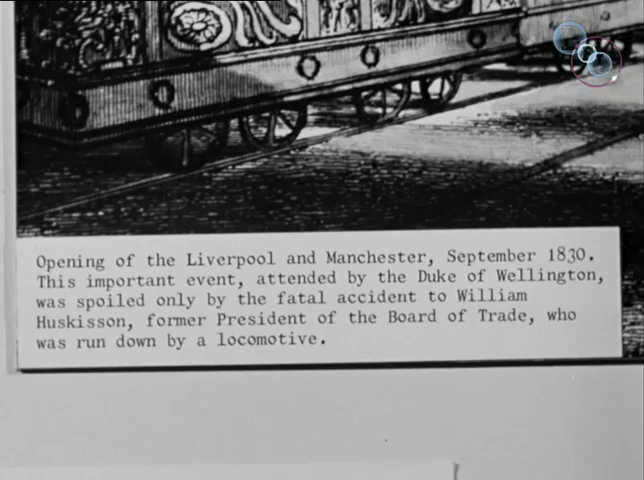 Opening of the Liverpool and Manchester, September 1830.
This important event, attended by the Duke of Wellington,
was spoiled only by the fatal accident to William
Huskisson, former President of the Board of Trade, who
was run down by a locomotive.